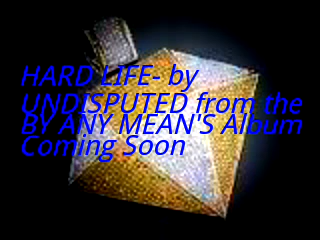 HARD LIFE- by
UNDISPUTED from the
BY ANY MEAN'S Album
Coming Soon